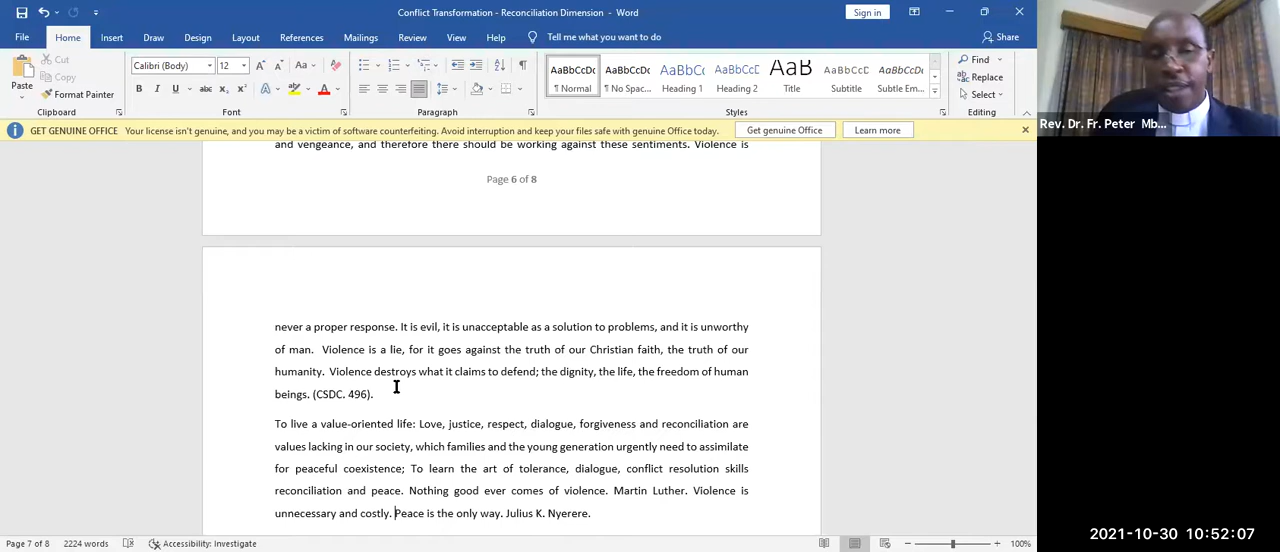 Conflict Transformation - Reconciliation Dimension - Word
Sign in
File Home Insert Draw Design Layout References Mailings Review View Help Tell me what you want to do Share
Paste
Cut
Copy
Format Painter
Clipboard
Calibri (Body) 12
Font
Paragraph
AaBbCcDc AaBbCcDc AaBbCc AaBbCcD AaB AaBbCcD AaBbCcD
¶ Normal ¶ No Spac... Heading 1 Heading 2 Title Subtitle Subtle Em...
Styles
Find
Replace
Select
Editing
GET GENUINE OFFICE Your license isn't genuine, and you may be a victim of software counterfeiting. Avoid interruption and keep your files safe with genuine Office today. Get genuine Office Learn more
Rev. Dr. Fr. Peter Mb...
and vengeance, and therefore there should be working against these sentiments. Violence is
Page 6 of 8
never a proper response. It is evil, it is unacceptable as a solution to problems, and it is unworthy
of man. Violence is a lie, for it goes against the truth of our Christian faith, the truth of our
humanity. Violence destroys what it claims to defend; the dignity, the life, the freedom of human
beings. (CSDC. 496).
To live a value-oriented life: Love, justice, respect, dialogue, forgiveness and reconciliation are
values lacking in our society, which families and the young generation urgently need to assimilate
for peaceful coexistence; To learn the art of tolerance, dialogue, conflict resolution skills
reconciliation and peace. Nothing good ever comes of violence. Martin Luther. Violence is
unnecessary and costly. Peace is the only way. Julius K. Nyerere.
Page 7 of 8 2224 words Accessibility: Investigate 100%
2021-10-30 10:52:07